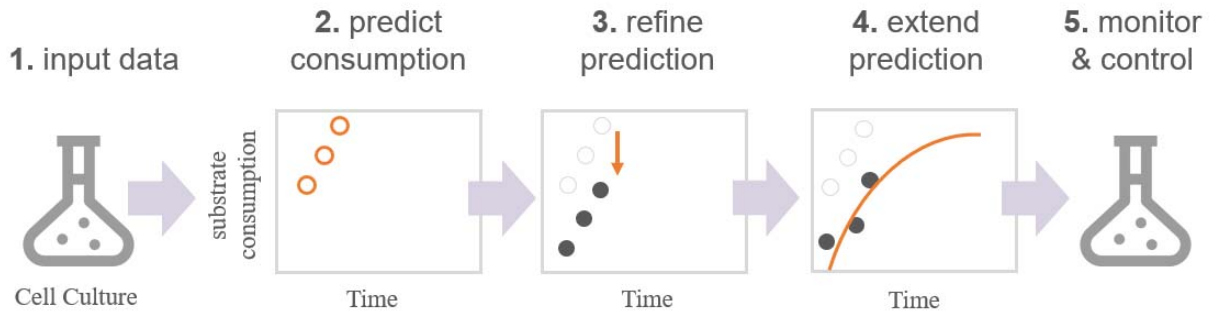 1. input data
2. predict
consumption
3. refine
prediction
4. extend
prediction
5. monitor
& control
substrate
consumption
Cell Culture
Time
Time
Time